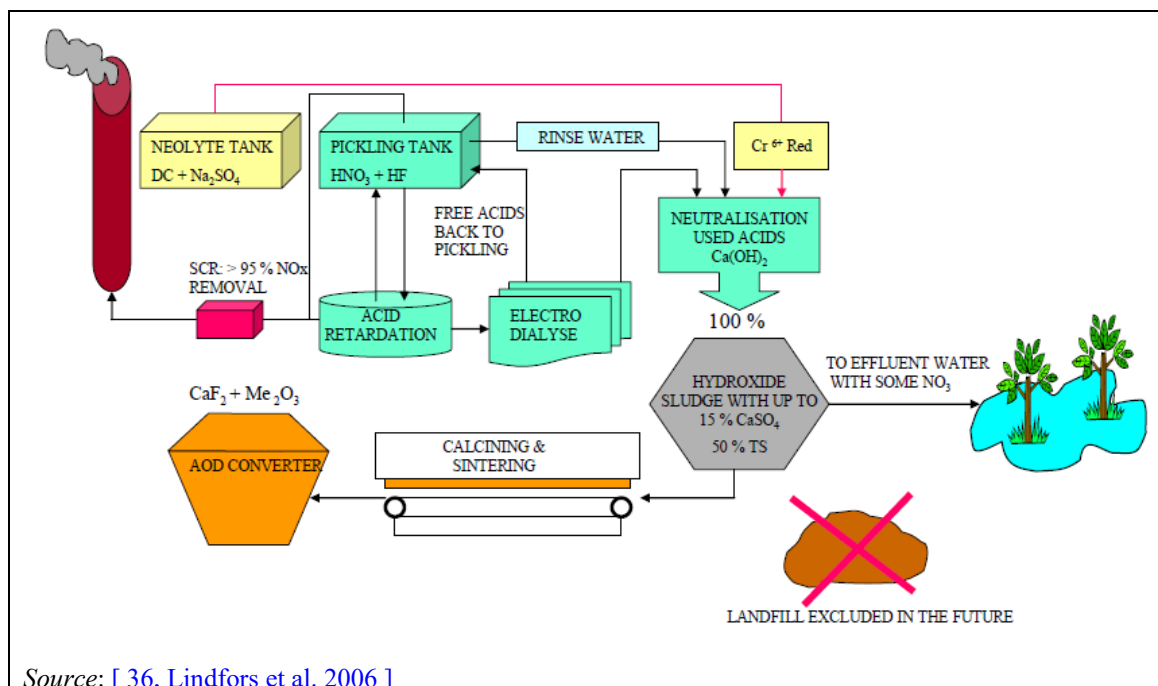 NEOLYTE TANK
DC + Na₂SO₄
PICKLING TANK
HNO₃ + HF
RINSE WATER
Cr ⁶⁺ Red
FREE ACIDS
BACK TO
PICKLING
NEUTRALISATION
USED ACIDS
Ca(OH)₂
SCR: > 95 % NOx
REMOVAL
ACID
RETARDATION
ELECTRO
DIALYSE
100 %
HYDROXIDE
SLUDGE WITH UP TO
15 % CaSO₄
50 % TS
TO EFFLUENT WATER
WITH SOME NO₃
CaF₂ + Me ₂O₃
AOD CONVERTER
CALCINING &
SINTERING
LANDFILL EXCLUDED IN THE FUTURE
Source: [ 36, Lindfors et al. 2006 ]